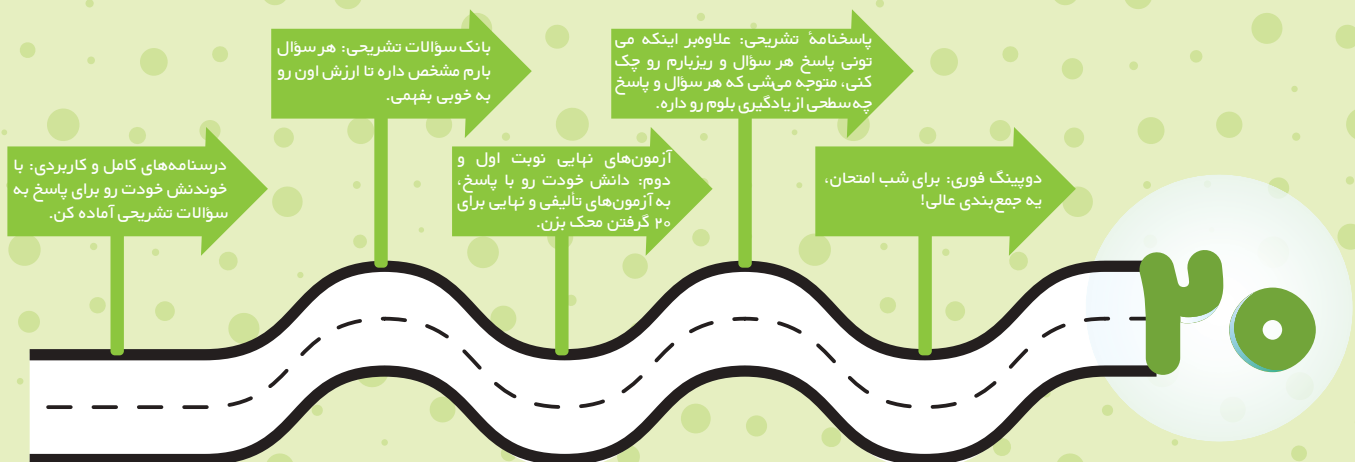 درسنامه‌های کامل و کاربردی: با
خوندنش خودت رو برای پاسخ به
سؤالات تشریحی آماده کن.
بانک سؤالات تشریحی: هر سؤال
بارم مشخص داره تا ارزش اون رو
به خوبی بفهمی.
آزمون‌های نهایی نوبت اول و
دوم: دانش خودت رو با پاسخ،
به آزمون‌های تألیفی و نهایی برای
۲۰ گرفتن محک بزن.
پاسخنامهٔ تشریحی: علاوه‌بر اینکه می
تونی پاسخ هر سؤال و ریزبارم رو چک
کنی، متوجه می‌شی که هر سؤال و پاسخ
چه سطحی از یادگیری بلوم رو داره.
دوپینگ فوری: برای شب امتحان،
یه جمع‌بندی عالی!
۲۰